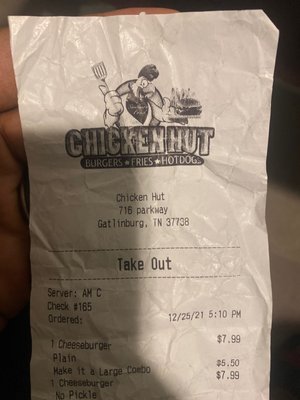 CHICKEN HUT
BURGERS★FRIES★HOTDOGS
Chicken Hut
716 parkway
Gatlinburg, TN 37738
Take Out
Server: AM C
Check #165
Ordered: 12/25/21 5:10 PM
1 Cheeseburger $7.99
Plain
Make it a Large Combo $5.50
1 Cheeseburger $7.99
No Pickle